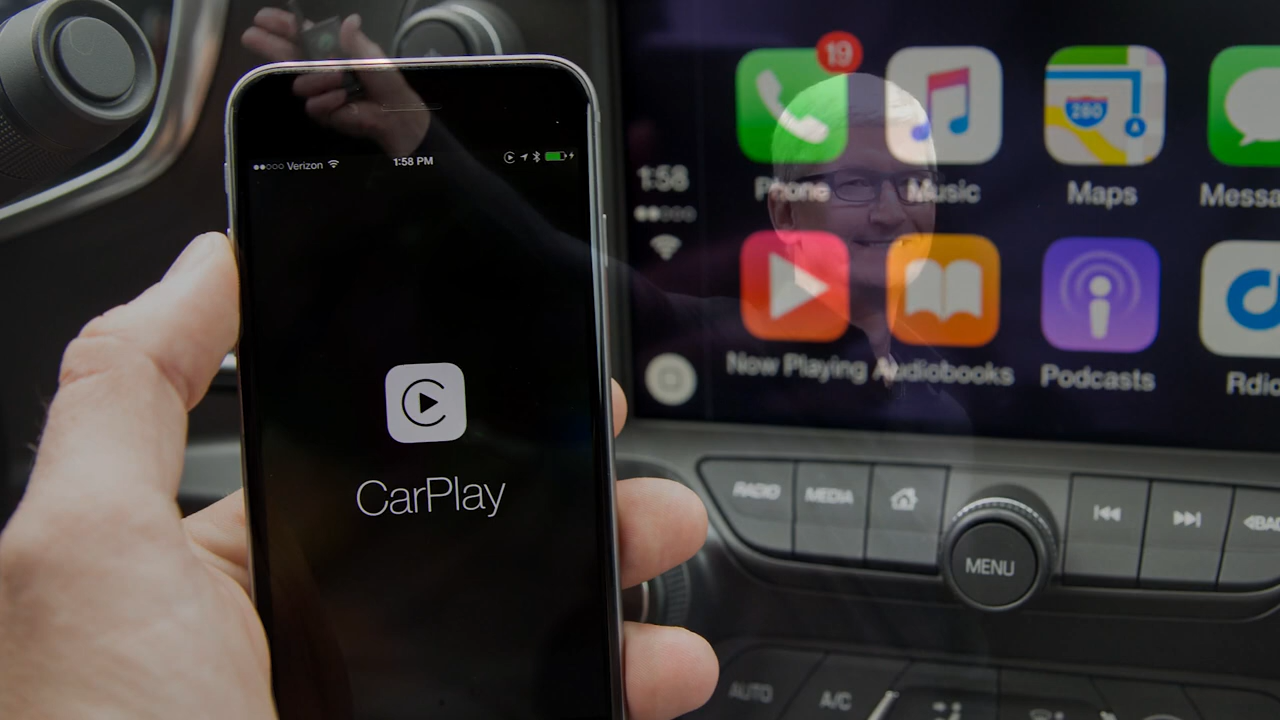 Verizon 1:58 PM
CarPlay
19
280
1:58
Phone Music Maps Messa
Now Playing Audiobooks Podcasts Rdio
RADIO MEDIA
MENU
BAC
AUTO A/C